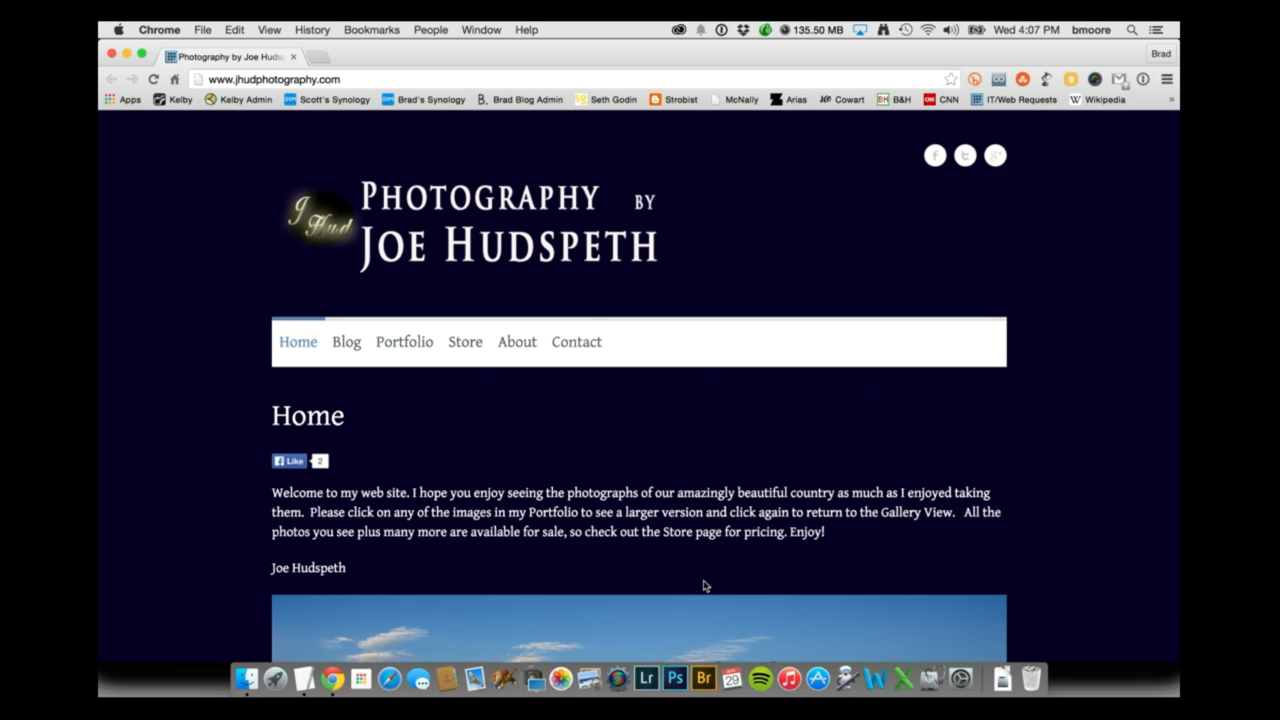 Chrome File Edit View History Bookmarks People Window Help 135.50 MB Wed 4:07 PM bmoore
Photography by Joe Huds Brad
www.jhudphotography.com
Apps Kelby Kelby Admin Scott's Synology Brad's Synology B. Brad Blog Admin Seth Godin Strobist McNally Arias Cowart BH B&H CNN IT/Web Requests W Wikipedia »
J Hud
PHOTOGRAPHY BY
JOE HUDSPETH
Home Blog Portfolio Store About Contact
Home
Like 2
Welcome to my web site. I hope you enjoy seeing the photographs of our amazingly beautiful country as much as I enjoyed taking
them. Please click on any of the images in my Portfolio to see a larger version and click again to return to the Gallery View. All the
photos you see plus many more are available for sale, so check out the Store page for pricing. Enjoy!
Joe Hudspeth
Lr Ps Br 29